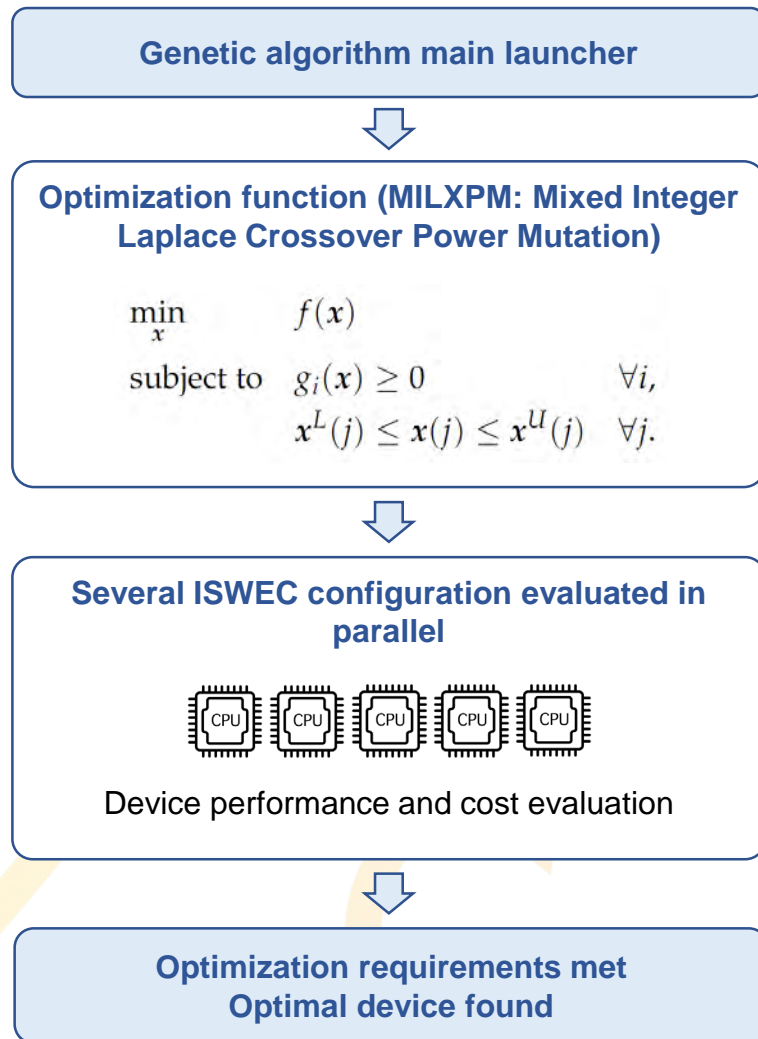 Genetic algorithm main launcher
Optimization function (MILXPM: Mixed Integer
Laplace Crossover Power Mutation)
min f(x)
x
subject to g_i(x) ≥ 0 ∀i,
x^L(j) ≤ x(j) ≤ x^U(j) ∀j.
Several ISWEC configuration evaluated in
parallel
CPU CPU CPU CPU CPU
Device performance and cost evaluation
Optimization requirements met
Optimal device found